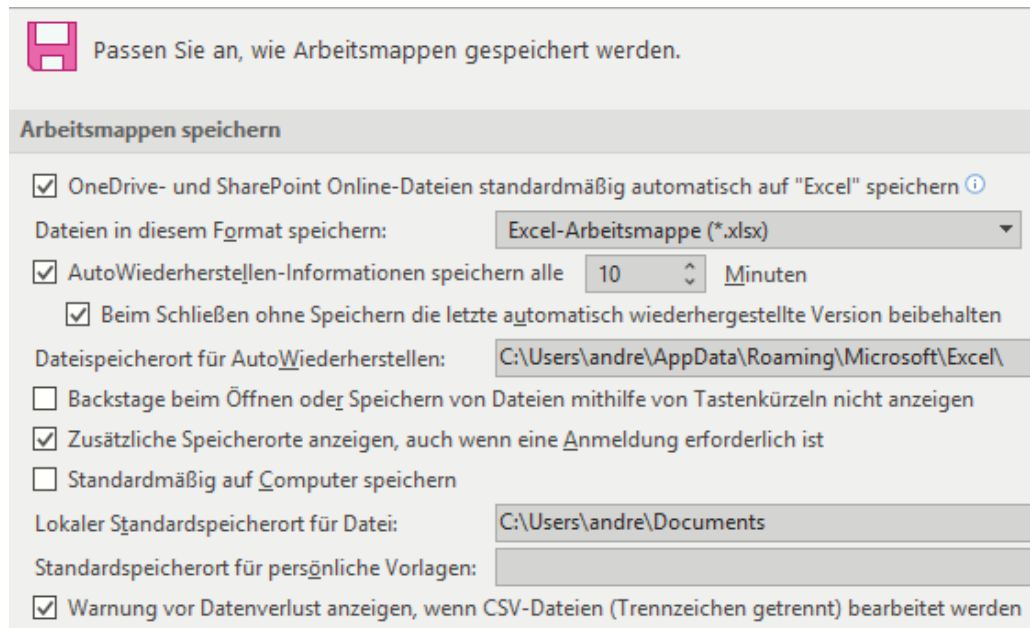 Passen Sie an, wie Arbeitsmappen gespeichert werden.
Arbeitsmappen speichern
OneDrive- und SharePoint Online-Dateien standardmäßig automatisch auf "Excel" speichern
Dateien in diesem Format speichern: Excel-Arbeitsmappe (*.xlsx)
AutoWiederherstellen-Informationen speichern alle 10 Minuten
Beim Schließen ohne Speichern die letzte automatisch wiederhergestellte Version beibehalten
Dateispeicherort für AutoWiederherstellen: C:\Users\andre\AppData\Roaming\Microsoft\Excel\
Backstage beim Öffnen oder Speichern von Dateien mithilfe von Tastenkürzeln nicht anzeigen
Zusätzliche Speicherorte anzeigen, auch wenn eine Anmeldung erforderlich ist
Standardmäßig auf Computer speichern
Lokaler Standardspeicherort für Datei: C:\Users\andre\Documents
Standardspeicherort für persönliche Vorlagen:
Warnung vor Datenverlust anzeigen, wenn CSV-Dateien (Trennzeichen getrennt) bearbeitet werden